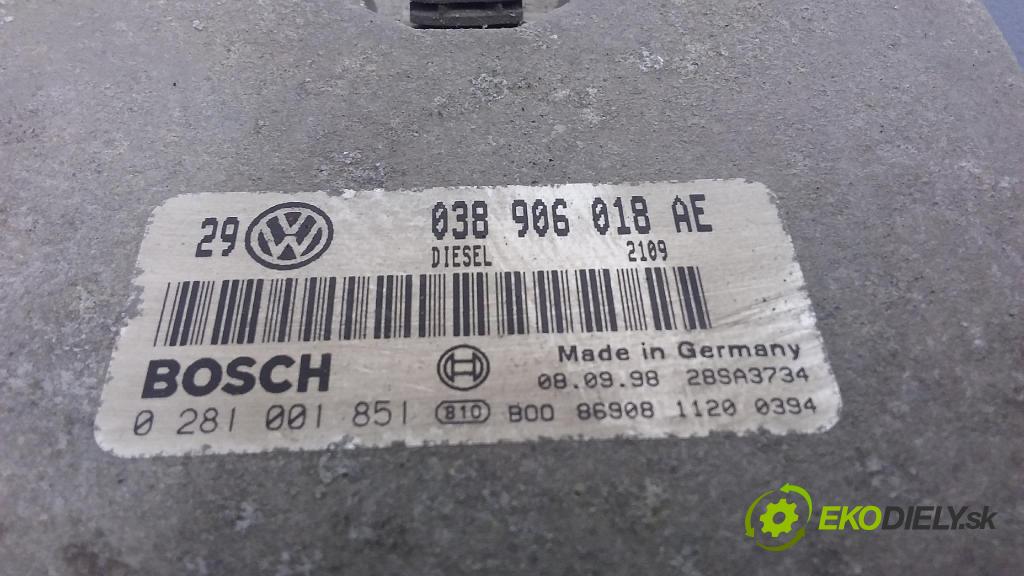 29 VW 038 906 018 AE
DIESEL 2109
BOSCH
Made in Germany
08.09.98 28SA3734
0 281 001 851 810 B00 86908 1120 0394
EKODIELY.sk